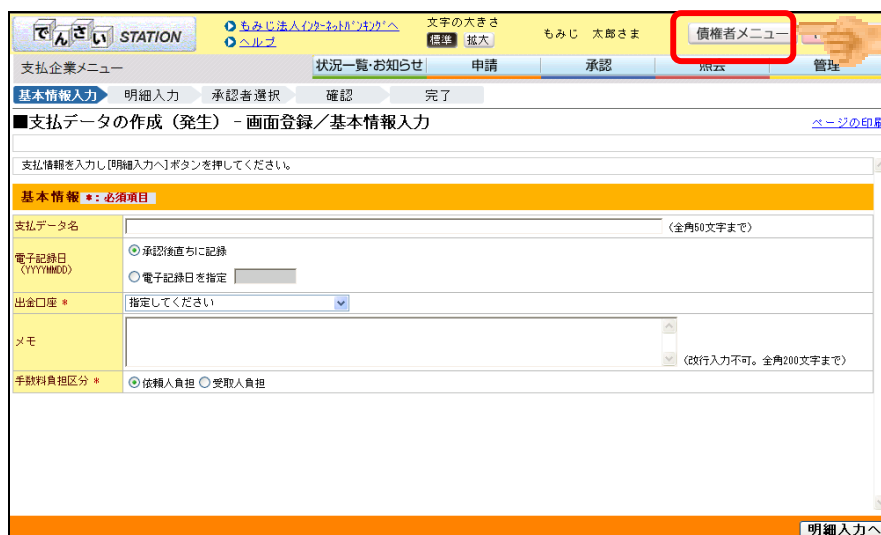 でんさい STATION
もみじ法人インターネットバンキングへ
ヘルプ
文字の大きさ
標準 拡大
もみじ 太郎さま
債権者メニュー
支払企業メニュー
状況一覧・お知らせ 申請 承認 照会 管理
基本情報入力 明細入力 承認者選択 確認 完了
■支払データの作成（発生）－画面登録／基本情報入力
ページの印刷
支払情報を入力し[明細入力へ]ボタンを押してください。
基本情報 *：必須項目
支払データ名 （全角50文字まで）
電子記録日
（YYYYMMDD）
承認後直ちに記録
電子記録日を指定
出金口座 * 指定してください
メモ （改行入力不可。全角200文字まで）
手数料負担区分 * 依頼人負担 受取人負担
明細入力へ